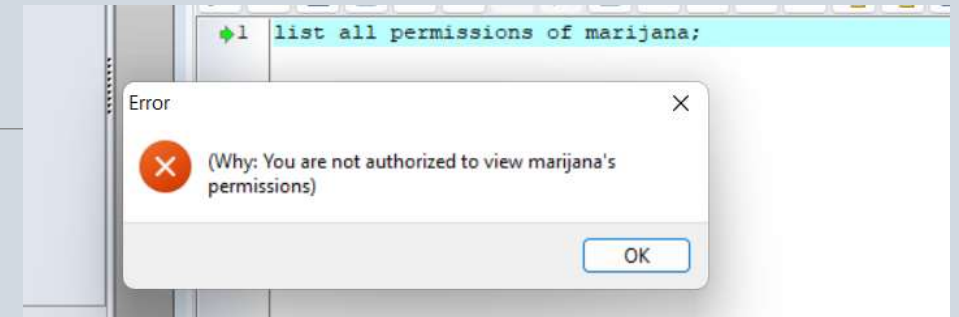 1 list all permissions of marijana;
Error
(Why: You are not authorized to view marijana's
permissions)
OK